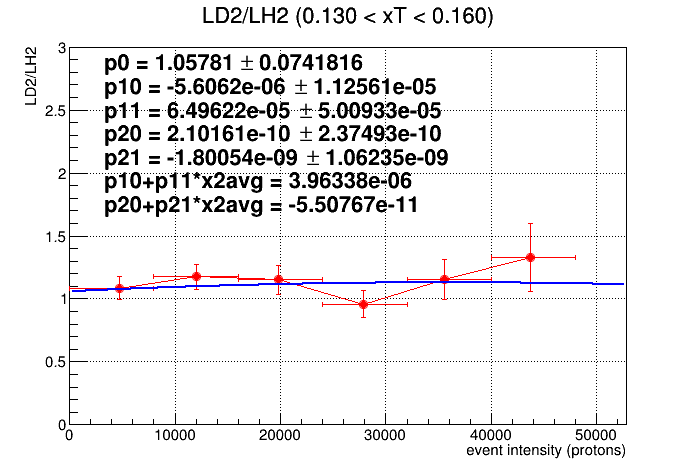 LD2/LH2 (0.130 < xT < 0.160)
LD2/LH2
p0 = 1.05781 ± 0.0741816
p10 = -5.6062e-06 ± 1.12561e-05
p11 = 6.49622e-05 ± 5.00933e-05
p20 = 2.10161e-10 ± 2.37493e-10
p21 = -1.80054e-09 ± 1.06235e-09
p10+p11*x2avg = 3.96338e-06
p20+p21*x2avg = -5.50767e-11
3
2.5
2
1.5
1
0.5
0
0 10000 20000 30000 40000 50000
event intensity (protons)